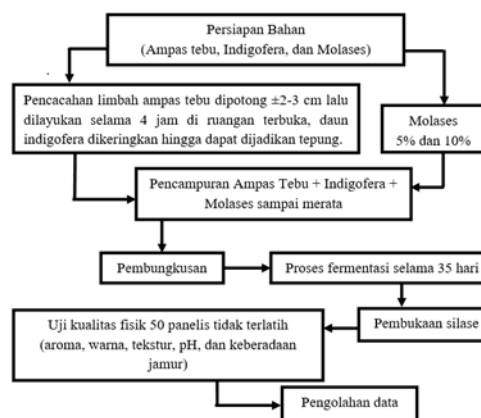 Persiapan Bahan
(Ampas tebu, Indigofera, dan Molases)
Pencacahan limbah ampas tebu dipotong ±2-3 cm lalu
dilayukan selama 4 jam di ruangan terbuka, daun
indigofera dikeringkan hingga dapat dijadikan tepung.
Molases
5% dan 10%
Pencampuran Ampas Tebu + Indigofera +
Molases sampai merata
Pembungkusan
Proses fermentasi selama 35 hari
Pembukaan silase
Uji kualitas fisik 50 panelis tidak terlatih
(aroma, warna, tekstur, pH, dan keberadaan
jamur)
Pengolahan data